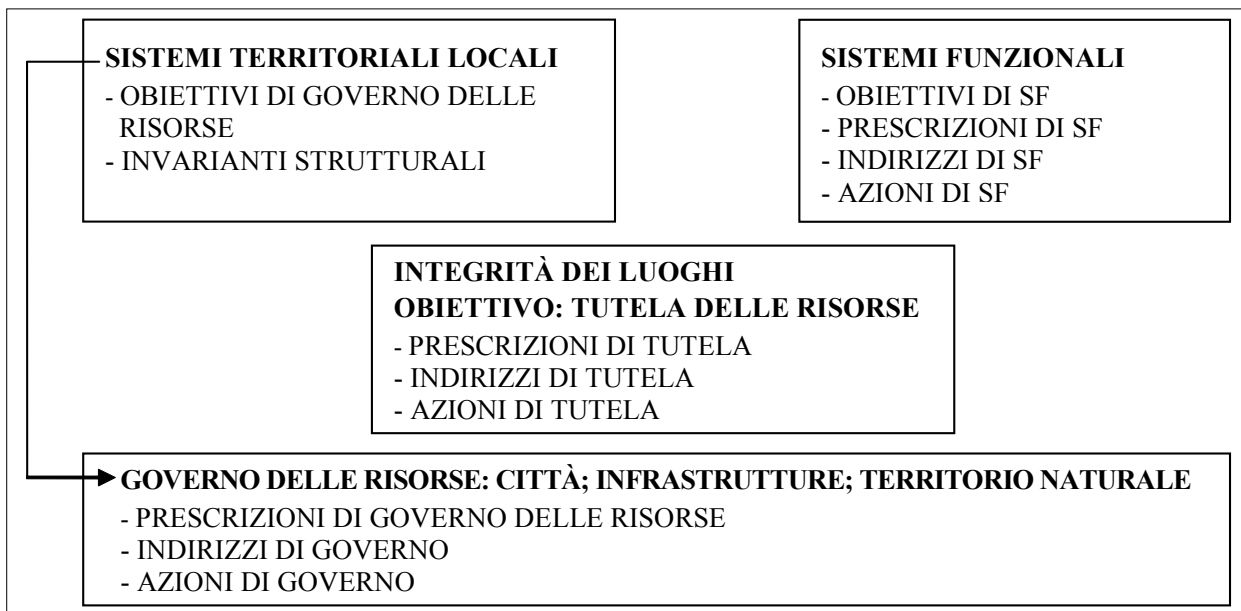 SISTEMI TERRITORIALI LOCALI
- OBIETTIVI DI GOVERNO DELLE
RISORSE
- INVARIANTI STRUTTURALI
SISTEMI FUNZIONALI
- OBIETTIVI DI SF
- PRESCRIZIONI DI SF
- INDIRIZZI DI SF
- AZIONI DI SF
INTEGRITÀ DEI LUOGHI
OBIETTIVO: TUTELA DELLE RISORSE
- PRESCRIZIONI DI TUTELA
- INDIRIZZI DI TUTELA
- AZIONI DI TUTELA
GOVERNO DELLE RISORSE: CITTÀ; INFRASTRUTTURE; TERRITORIO NATURALE
- PRESCRIZIONI DI GOVERNO DELLE RISORSE
- INDIRIZZI DI GOVERNO
- AZIONI DI GOVERNO